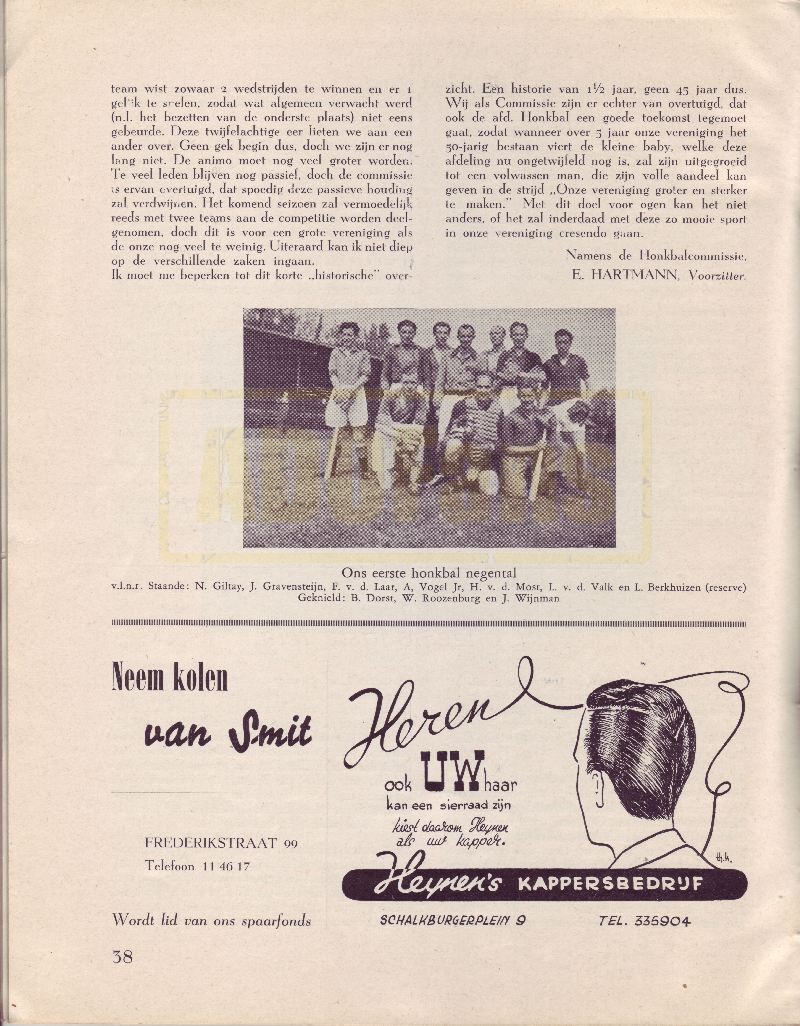 team wist zowaar 2 wedstrijden te winnen en er 1
gelijk te spelen, zodat wat algemeen verwacht werd
(n.l. het bezetten van de onderste plaats) niet eens
gebeurde. Deze twijfelachtige eer lieten we aan een
ander over. Geen gek begin dus, doch we zijn er nog
lang niet. De animo moet nog veel groter worden.
Te veel leden blijven nog passief, doch de commissie
is ervan overtuigd, dat spoedig deze passieve houding
zal verdwijnen. Het komend seizoen zal vermoedelijk
reeds met twee teams aan de competitie worden deel-
genomen, doch dit is voor een grote vereniging als
de onze nog veel te weinig. Uiteraard kan ik niet diep
op de verschillende zaken ingaan.
Ik moet me beperken tot dit korte „historische” over-
zicht. Een historie van 1½ jaar, geen 45 jaar dus.
Wij als Commissie zijn er echter van overtuigd, dat
ook de afd. Honkbal een goede toekomst tegemoet
gaat, zodat wanneer over 5 jaar onze vereniging het
50-jarig bestaan viert de kleine baby, welke deze
afdeling nu ongetwijfeld nog is, zal zijn uitgegroeid
tot een volwassen man, die zijn volle aandeel kan
geven in de strijd „Onze vereniging groter en sterker
te maken.” Met dit doel voor ogen kan het niet
anders, of het zal inderdaad met deze zo mooie sport
in onze vereniging cresendo gaan.
Namens de Honkbalcommissie,
E. HARTMANN, Voorzitter.
Ons eerste honkbal negental
v.l.n.r. Staande: N. Giltay, J. Gravensteijn, F. v. d. Laar, A, Vogel Jr, H. v. d. Most, L. v. d. Valk en L. Berkhuizen (reserve)
Geknield: B. Dorst, W. Roozenburg en J. Wijnman
Neem kolen
van Smit
FREDERIKSTRAAT 99
Telefoon 11 46 17
Wordt lid van ons spaarfonds
Heren
ook UW haar
kan een sierraad zijn
kiest daarom Heynen
als uw kapper.
th.h.
Heynen's KAPPERSBEDRIJF
SCHALKBURGERPLEIN 9 TEL. 335904
38